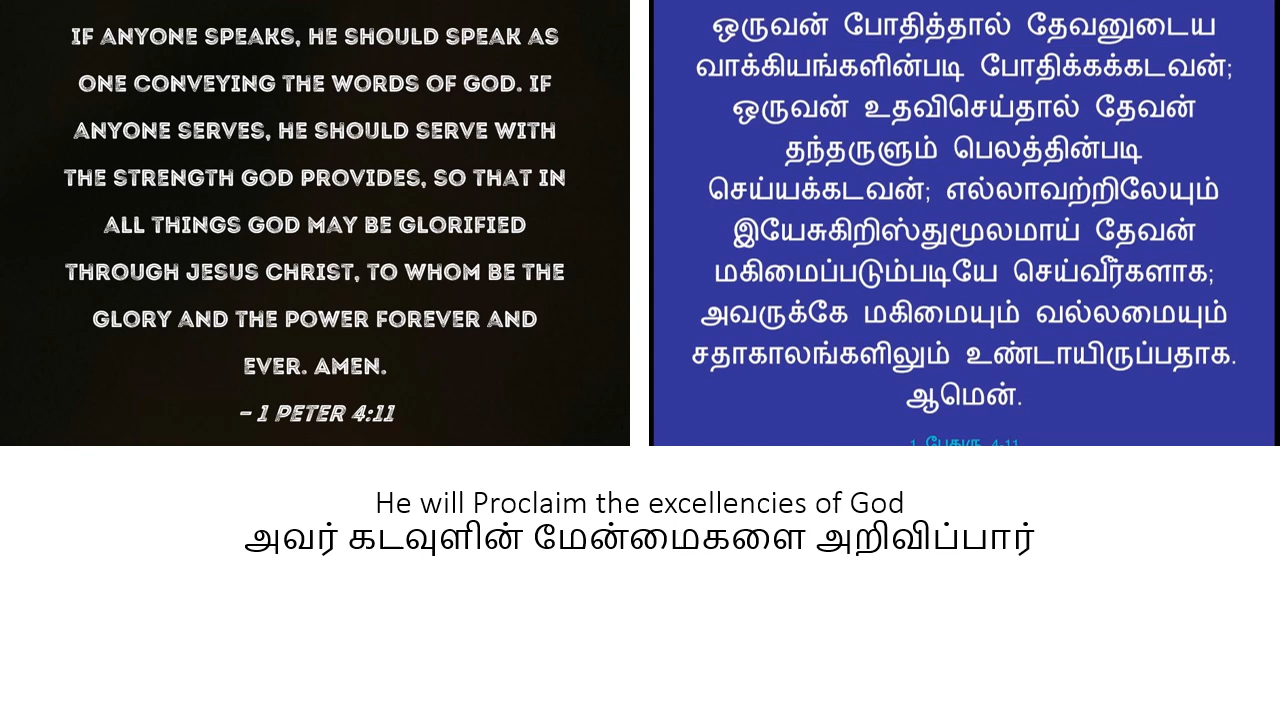 IF ANYONE SPEAKS, HE SHOULD SPEAK AS
ONE CONVEYING THE WORDS OF GOD. IF
ANYONE SERVES, HE SHOULD SERVE WITH
THE STRENGTH GOD PROVIDES, SO THAT IN
ALL THINGS GOD MAY BE GLORIFIED
THROUGH JESUS CHRIST, TO WHOM BE THE
GLORY AND THE POWER FOREVER AND
EVER. AMEN.
– 1 PETER 4:11
ஒருவன் போதித்தால் தேவனுடைய
வாக்கியங்களின்படி போதிக்கக்கடவன்;
ஒருவன் உதவிசெய்தால் தேவன்
தந்தருளும் பெலத்தின்படி
செய்யக்கடவன்; எல்லாவற்றிலேயும்
இயேசுகிறிஸ்துமூலமாய் தேவன்
மகிமைப்படும்படியே செய்வீர்களாக;
அவருக்கே மகிமையும் வல்லமையும்
சதாகாலங்களிலும் உண்டாயிருப்பதாக.
ஆமென்.
1 பேதுரு 4:11
He will Proclaim the excellencies of God
அவர் கடவுளின் மேன்மைகளை அறிவிப்பார்